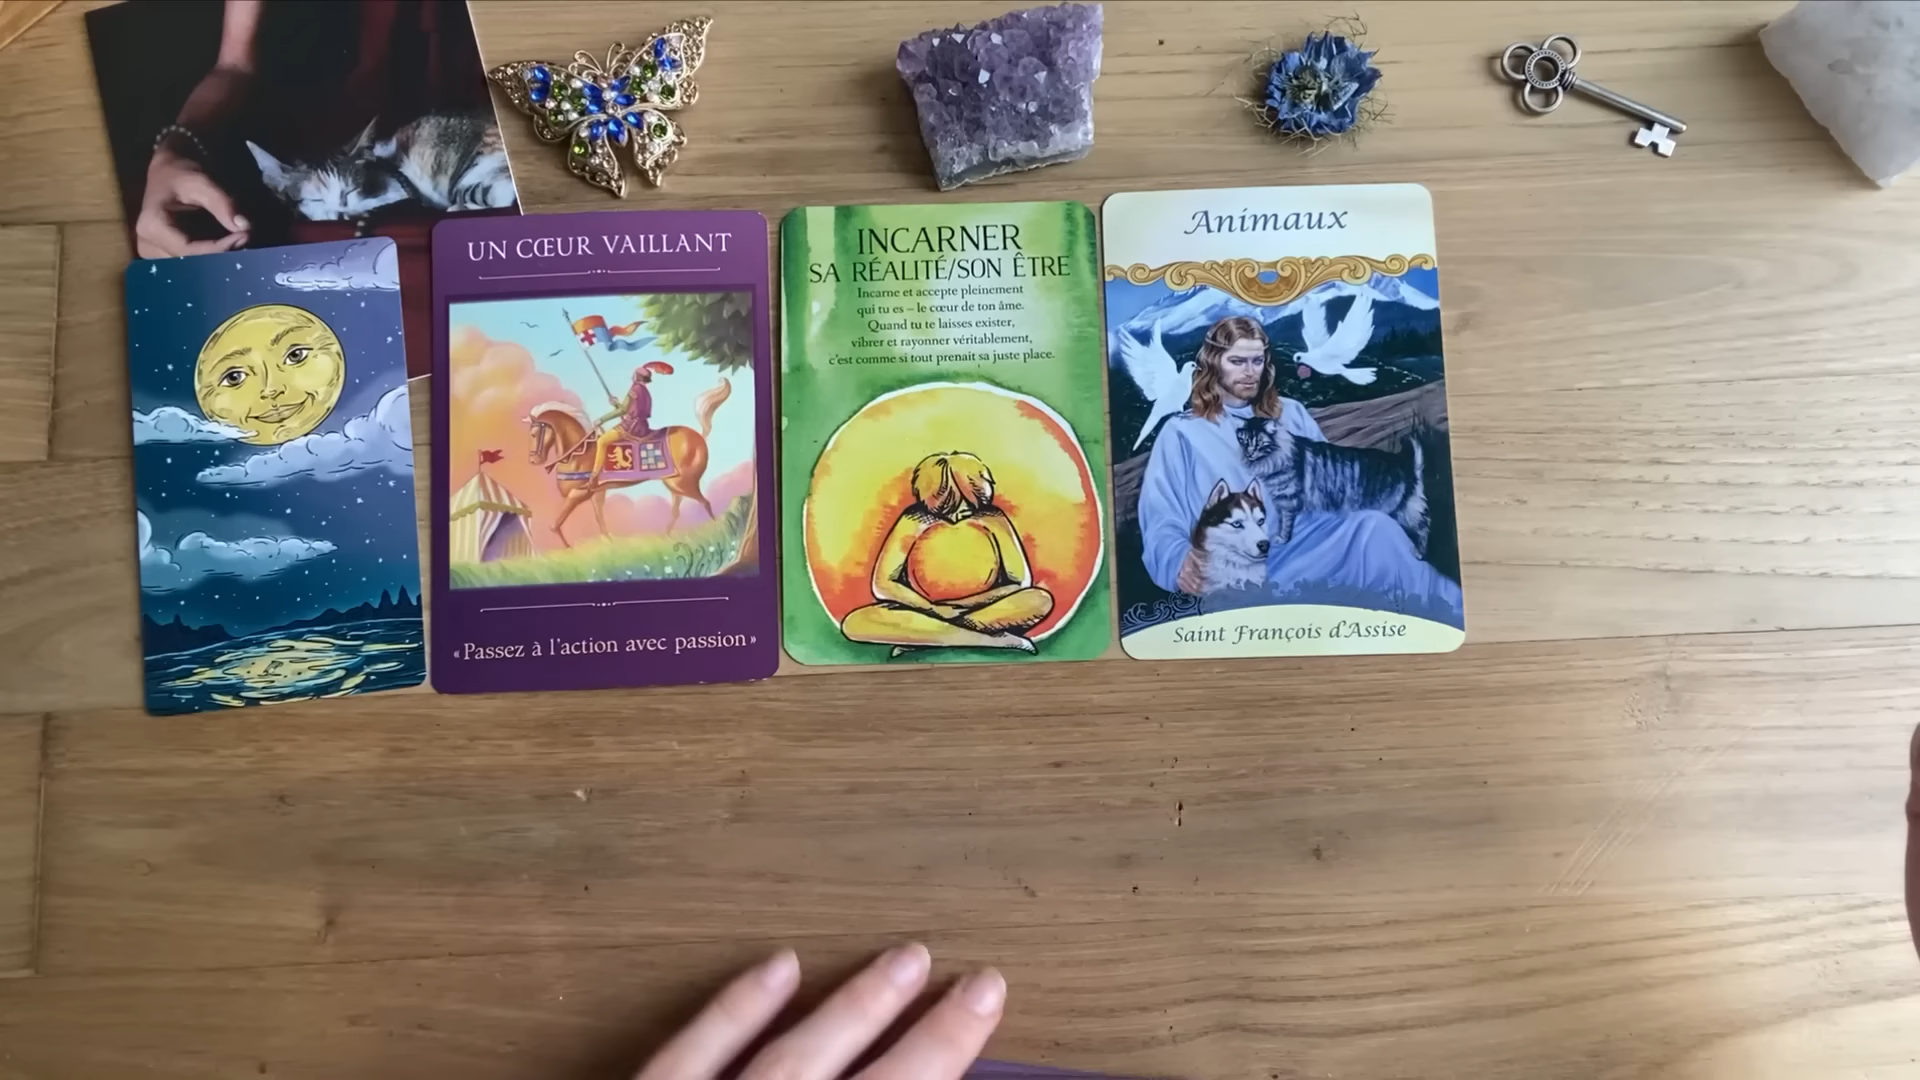 UN CŒUR VAILLANT
« Passez à l'action avec passion »
INCARNER
SA RÉALITÉ/SON ÊTRE
Incarne et accepte pleinement
qui tu es – le cœur de ton âme.
Quand tu te laisses exister,
vibrer et rayonner véritablement,
c'est comme si tout prenait sa juste place.
Animaux
Saint François d'Assise